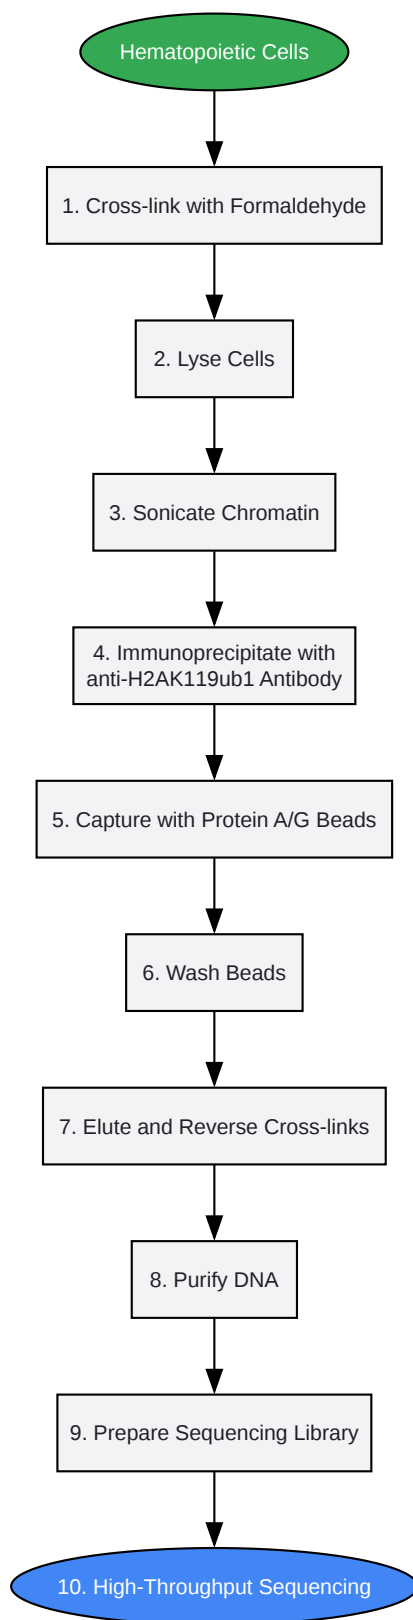 Hematopoietic Cells
1. Cross-link with Formaldehyde
2. Lyse Cells
3. Sonicate Chromatin
4. Immunoprecipitate with
anti-H2AK119ub1 Antibody
5. Capture with Protein A/G Beads
6. Wash Beads
7. Elute and Reverse Cross-links
8. Purify DNA
9. Prepare Sequencing Library
10. High-Throughput Sequencing